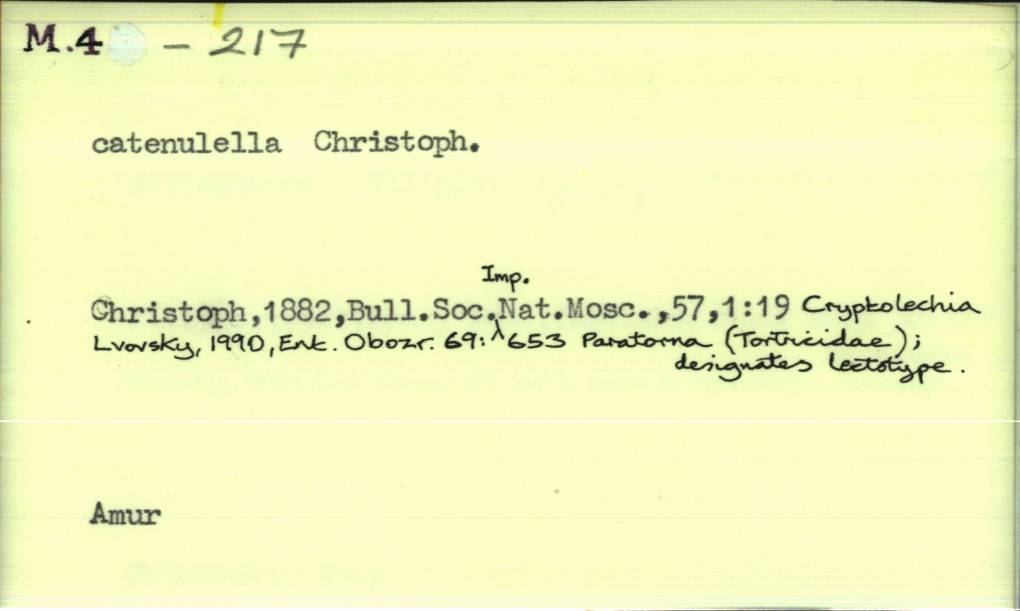 M.4 - 217
catenulella Christoph.
Christoph,1882,Bull.Soc.^Imp. Nat.Mosc.,57,1:19 Cryptolechia
Lvovsky, 1990, Ent. Obozr. 69: 653 Paratorna (Tortricidae);
designates lectotype.
Amur